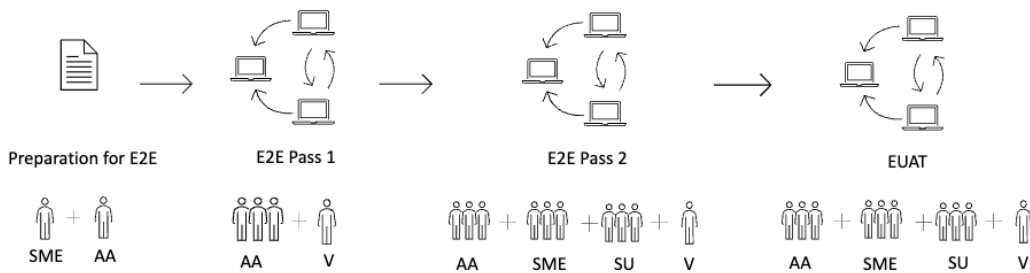 Preparation for E2E
E2E Pass 1
E2E Pass 2
EUAT
SME
AA
AA
V
AA
SME
SU
V
AA
SME
SU
V